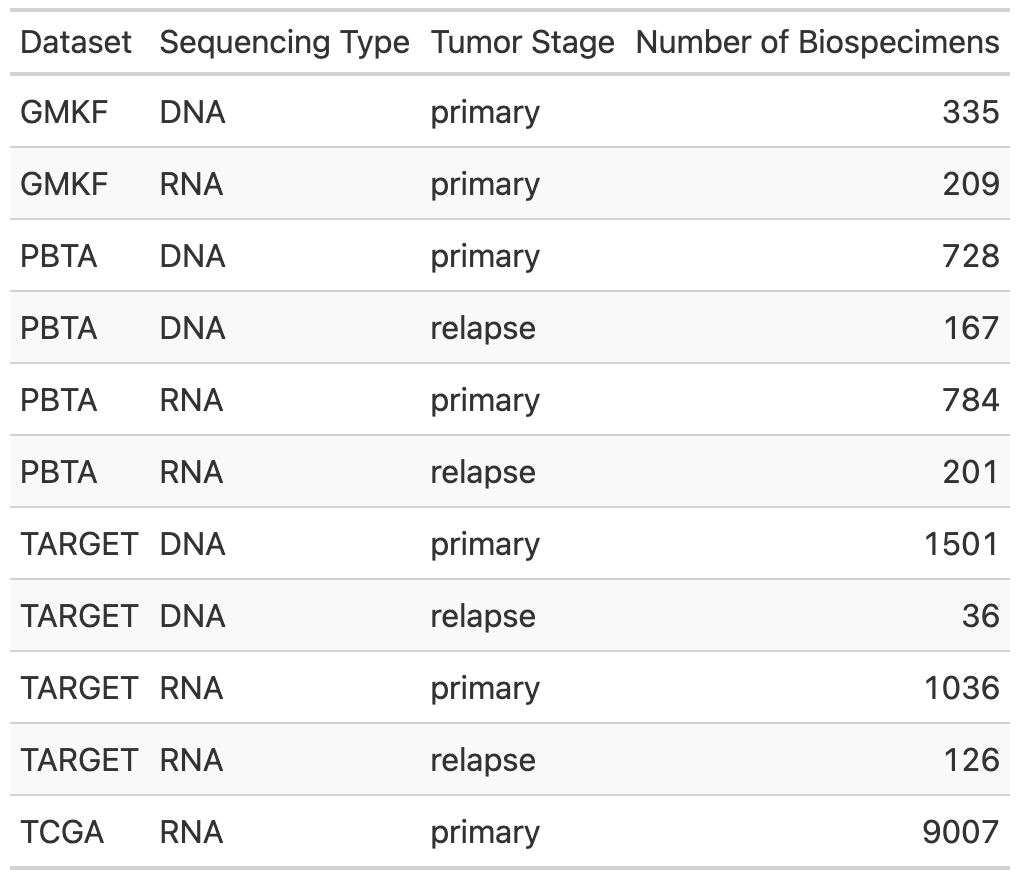 Dataset Sequencing Type Tumor Stage Number of Biospecimens
GMKF DNA primary 335
GMKF RNA primary 209
PBTA DNA primary 728
PBTA DNA relapse 167
PBTA RNA primary 784
PBTA RNA relapse 201
TARGET DNA primary 1501
TARGET DNA relapse 36
TARGET RNA primary 1036
TARGET RNA relapse 126
TCGA RNA primary 9007